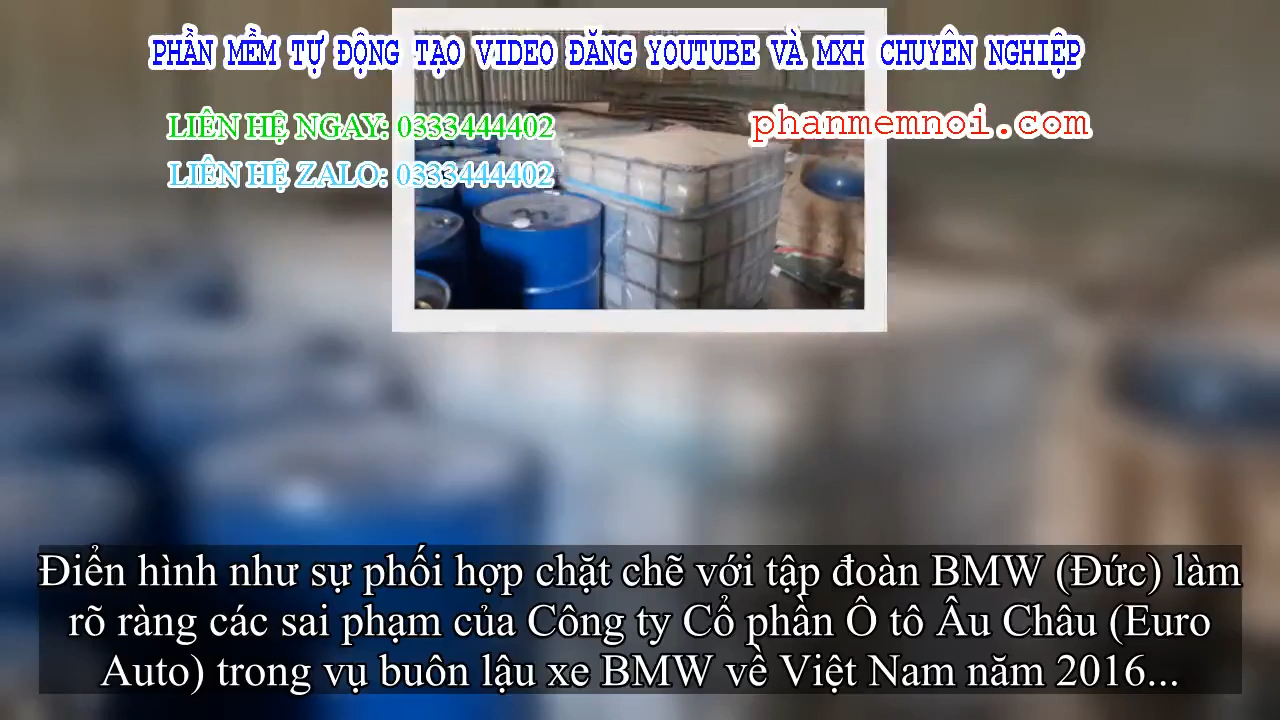 PHẦN MỀM TỰ ĐỘNG TẠO VIDEO ĐĂNG YOUTUBE VÀ MXH CHUYÊN NGHIỆP
LIÊN HỆ NGAY: 0333444402
phanmemnoi.com
LIÊN HỆ ZALO: 0333444402
Điển hình như sự phối hợp chặt chẽ với tập đoàn BMW (Đức) làm
rõ ràng các sai phạm của Công ty Cổ phần Ô tô Âu Châu (Euro
Auto) trong vụ buôn lậu xe BMW về Việt Nam năm 2016...